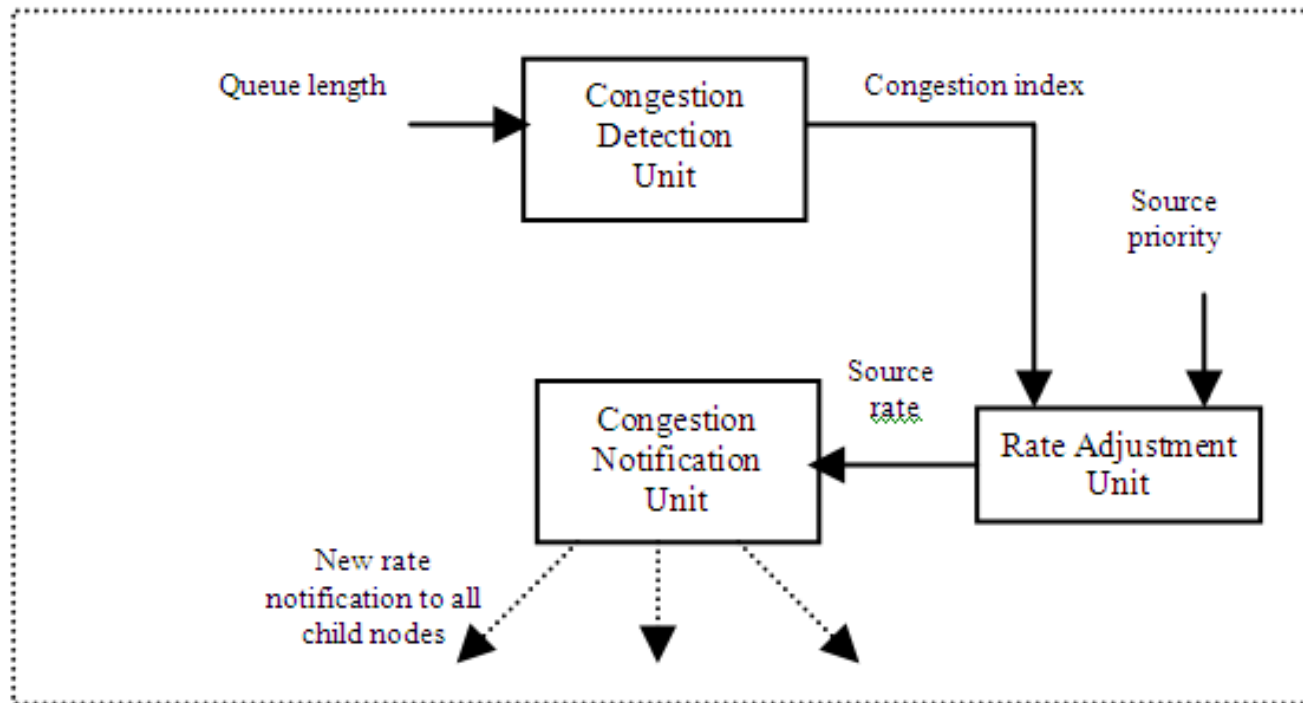 Queue length
Congestion
Detection
Unit
Congestion index
Source
priority
Source
rate
Congestion
Notification
Unit
Rate Adjustment
Unit
New rate
notification to all
child nodes